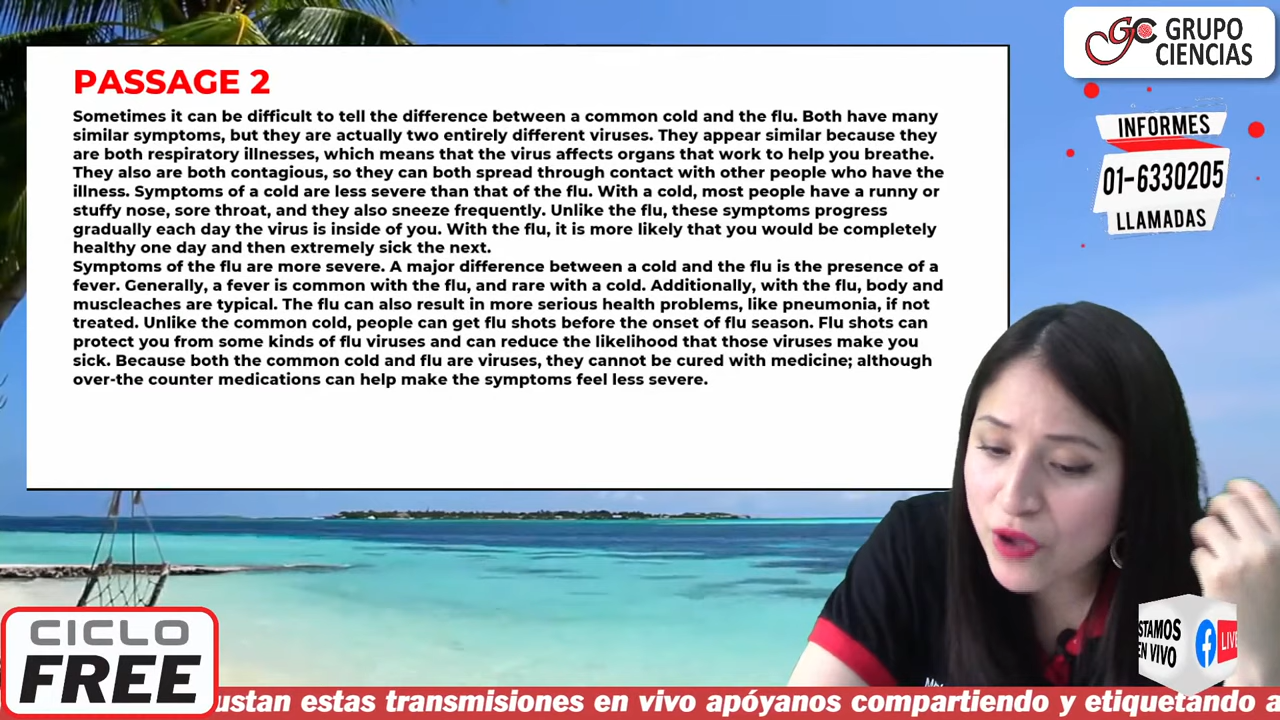 PASSAGE 2
Sometimes it can be difficult to tell the difference between a common cold and the flu. Both have many
similar symptoms, but they are actually two entirely different viruses. They appear similar because they
are both respiratory illnesses, which means that the virus affects organs that work to help you breathe.
They also are both contagious, so they can both spread through contact with other people who have the
illness. Symptoms of a cold are less severe than that of the flu. With a cold, most people have a runny or
stuffy nose, sore throat, and they also sneeze frequently. Unlike the flu, these symptoms progress
gradually each day the virus is inside of you. With the flu, it is more likely that you would be completely
healthy one day and then extremely sick the next.
Symptoms of the flu are more severe. A major difference between a cold and the flu is the presence of a
fever. Generally, a fever is common with the flu, and rare with a cold. Additionally, with the flu, body and
muscleaches are typical. The flu can also result in more serious health problems, like pneumonia, if not
treated. Unlike the common cold, people can get flu shots before the onset of flu season. Flu shots can
protect you from some kinds of flu viruses and can reduce the likelihood that those viruses make you
sick. Because both the common cold and flu are viruses, they cannot be cured with medicine; although
over-the counter medications can help make the symptoms feel less severe.
GC GRUPO
CIENCIAS
INFORMES
01-6330205
LLAMADAS
STAMOS
EN VIVO
LIVE
CICLO
FREE
ustan estas transmisiones en vivo apóyanos compartiendo y etiquetando a